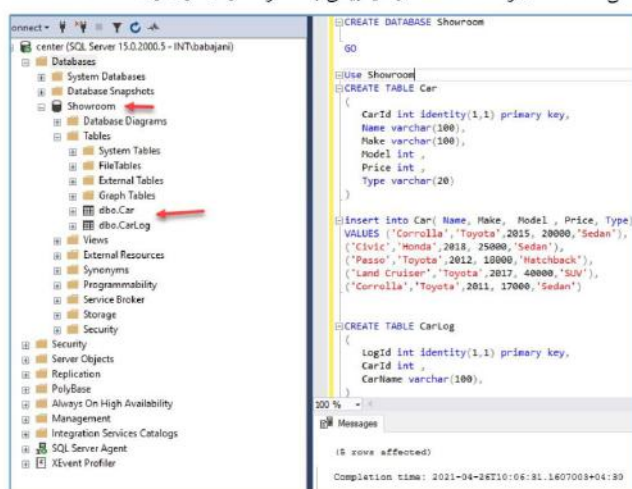 onnect
center (SQL Server 15.0.2000.5 - INT\babajani)
Databases
System Databases
Database Snapshots
Showroom
Database Diagrams
Tables
System Tables
FileTables
External Tables
Graph Tables
dbo.Car
dbo.CarLog
Views
External Resources
Synonyms
Programmability
Service Broker
Storage
Security
Security
Server Objects
Replication
PolyBase
Always On High Availability
Management
Integration Services Catalogs
SQL Server Agent
XEvent Profiler
CREATE DATABASE Showroom
GO
Use Showroom
CREATE TABLE Car
(
CarId int identity(1,1) primary key,
Name varchar(100),
Make varchar(100),
Model int ,
Price int ,
Type varchar(20)
)
insert into Car( Name, Make, Model , Price, Type)
VALUES ('Corrolla','Toyota',2015, 20000,'Sedan'),
('Civic','Honda',2018, 25000,'Sedan'),
('Passo','Toyota',2012, 18000,'Hatchback'),
('Land Cruiser','Toyota',2017, 40000,'SUV'),
('Corrolla','Toyota',2011, 17000,'Sedan')
CREATE TABLE CarLog
(
LogId int identity(1,1) primary key,
CarId int ,
CarName varchar(100),
)
100 %
Messages
(5 rows affected)
Completion time: 2021-04-26T10:06:31.1607003+04:30